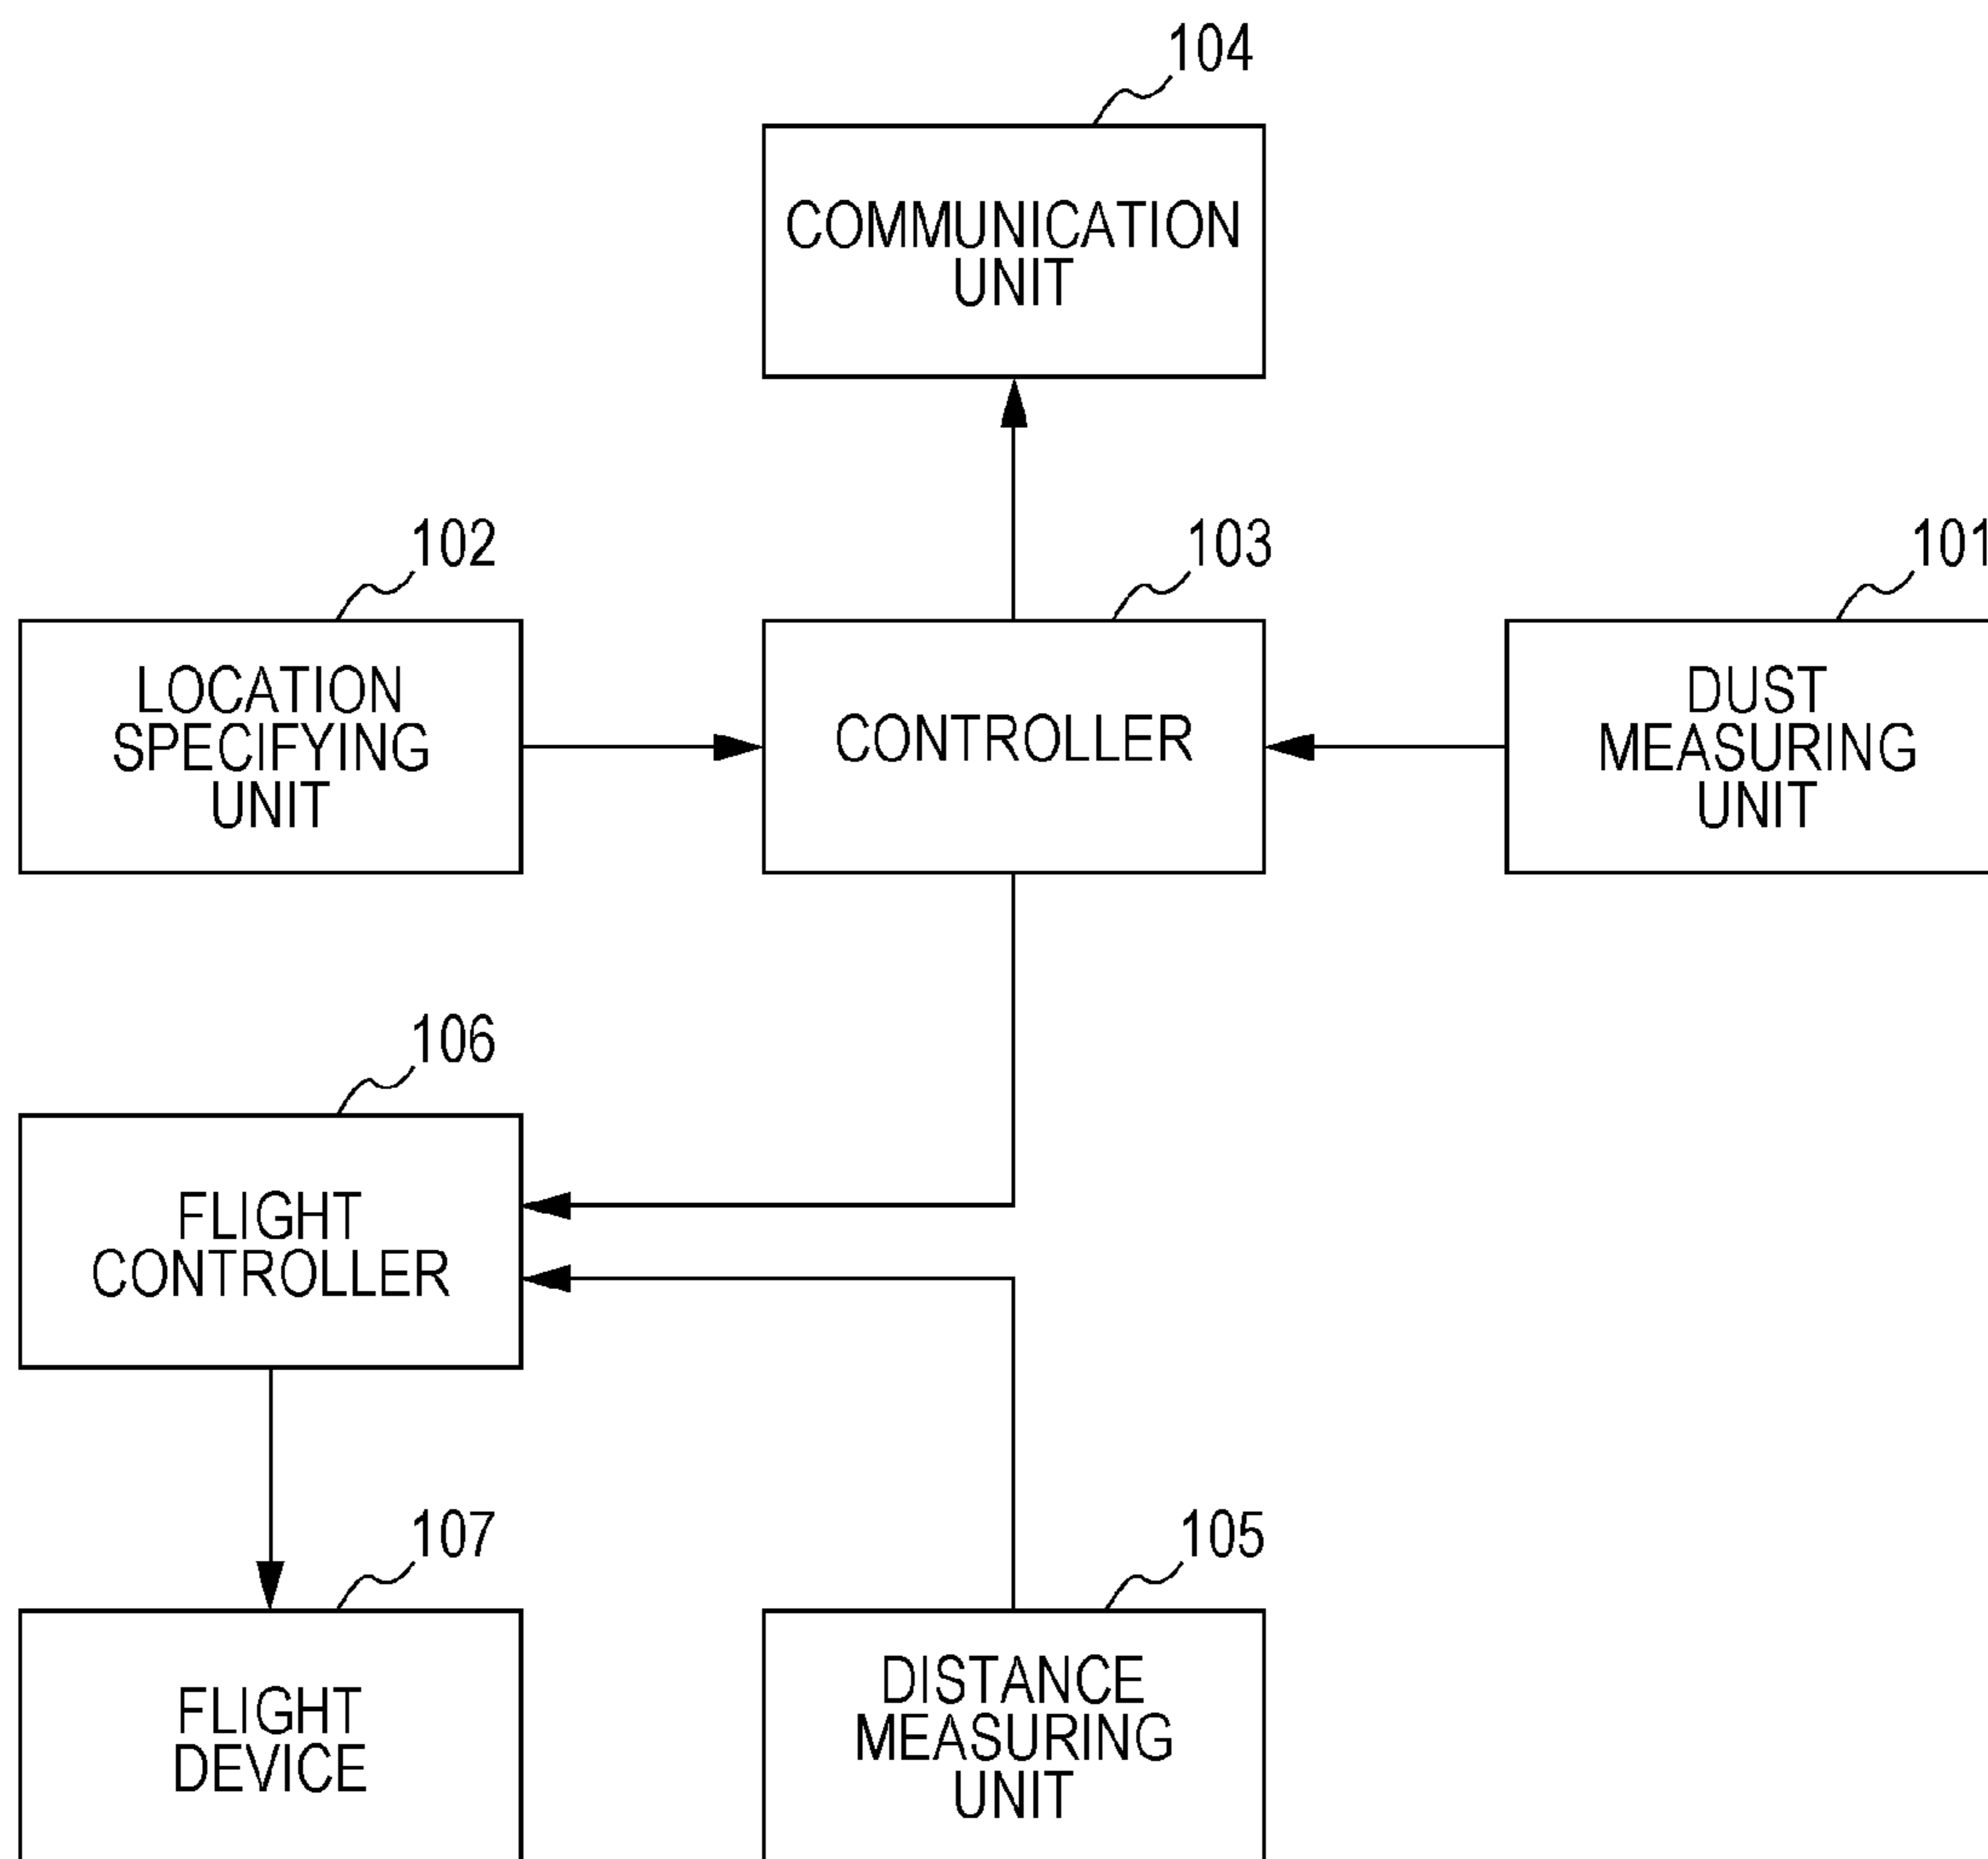 104
COMMUNICATION
UNIT
102
103
101
LOCATION
SPECIFYING
UNIT
CONTROLLER
DUST
MEASURING
UNIT
106
FLIGHT
CONTROLLER
107
105
FLIGHT
DEVICE
DISTANCE
MEASURING
UNIT